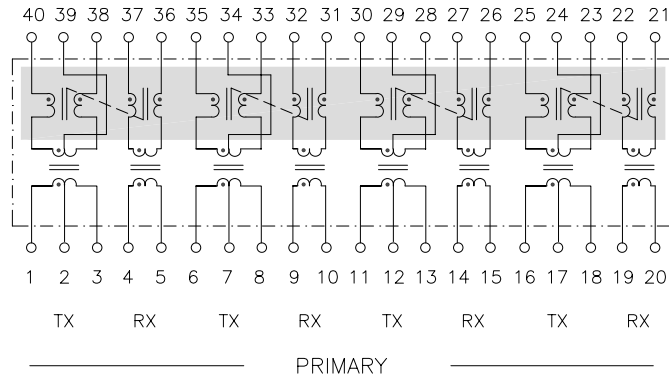 40 39 38 37 36 35 34 33 32 31 30 29 28 27 26 25 24 23 22 21
1 2 3 4 5 6 7 8 9 10 11 12 13 14 15 16 17 18 19 20
TX RX TX RX TX RX TX RX
PRIMARY